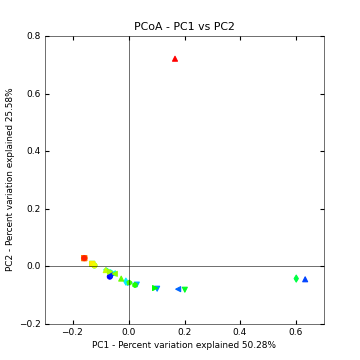 PCoA - PC1 vs PC2
0.8
0.6
0.4
0.2
0.0
−0.2
−0.2 0.0 0.2 0.4 0.6
PC2 - Percent variation explained 25.58%
PC1 - Percent variation explained 50.28%